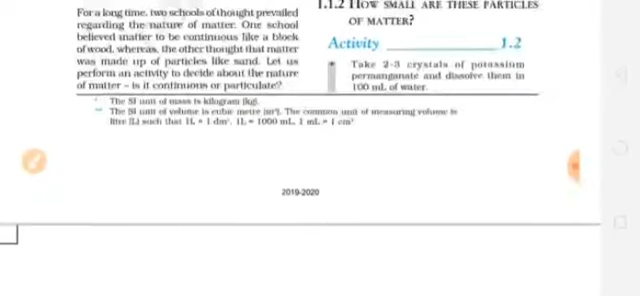 For a long time, two schools of thought prevailed
regarding the nature of matter. One school
believed matter to be continuous like a block
of wood, whereas, the other thought that matter
was made up of particles like sand. Let us
perform an activity to decide about the nature
of matter – is it continuous or particulate?
1.1.2 HOW SMALL ARE THESE PARTICLES
OF MATTER?
Activity ______________ 1.2
Take 2-3 crystals of potassium
permanganate and dissolve them in
100 mL of water.
* The SI unit of mass is kilogram (kg).
** The SI unit of volume is cubic metre (m³). The common unit of measuring volume is
litre (L) such that 1L = 1 dm³, 1L = 1000 mL, 1 mL = 1 cm³
2019-2020